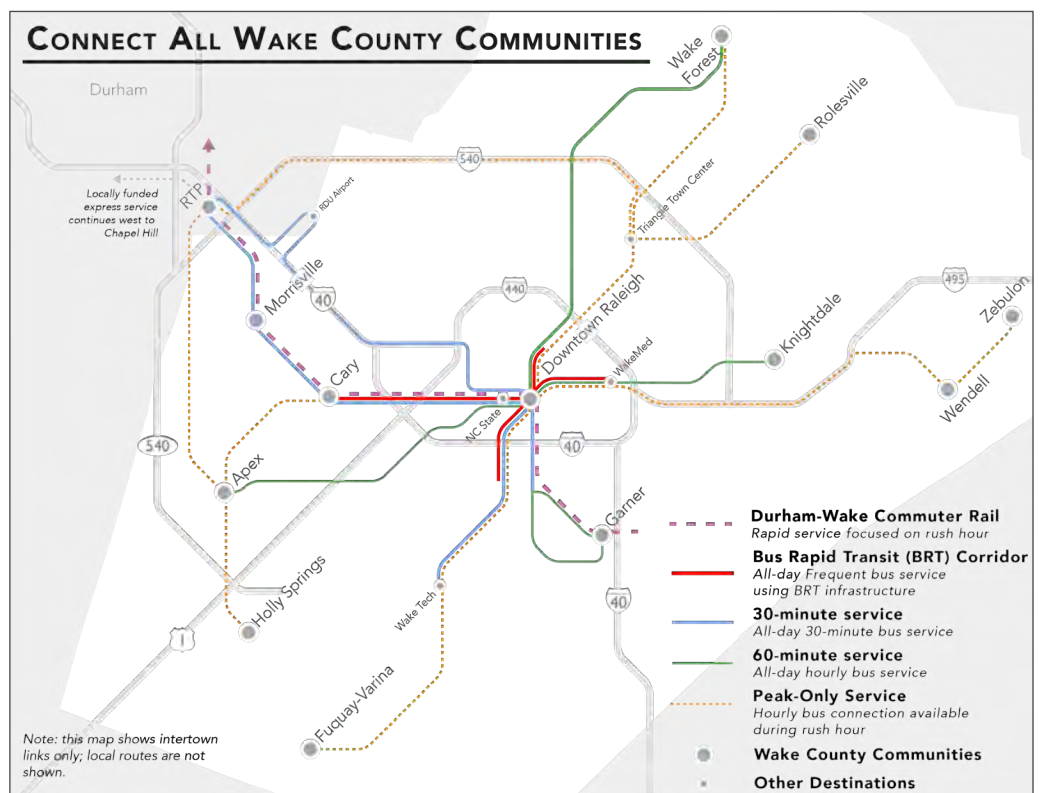 CONNECT ALL WAKE COUNTY COMMUNITIES
Durham
Wake
Forest
Rolesville
540
Locally funded
express service
continues west to
Chapel Hill
RTP
RDU Airport
Triangle Town Center
Morrisville
40
440
495
Zebulon
Downtown Raleigh
Knightdale
WakeMed
Cary
NC State
Wendell
540
40
Apex
Garner
Holly Springs
Wake Tech
40
1
Fuquay-Varina
Durham-Wake Commuter Rail
Rapid service focused on rush hour
Bus Rapid Transit (BRT) Corridor
All-day Frequent bus service
using BRT infrastructure
30-minute service
All-day 30-minute bus service
60-minute service
All-day hourly bus service
Peak-Only Service
Hourly bus connection available
during rush hour
Wake County Communities
Other Destinations
Note: this map shows intertown
links only; local routes are not
shown.